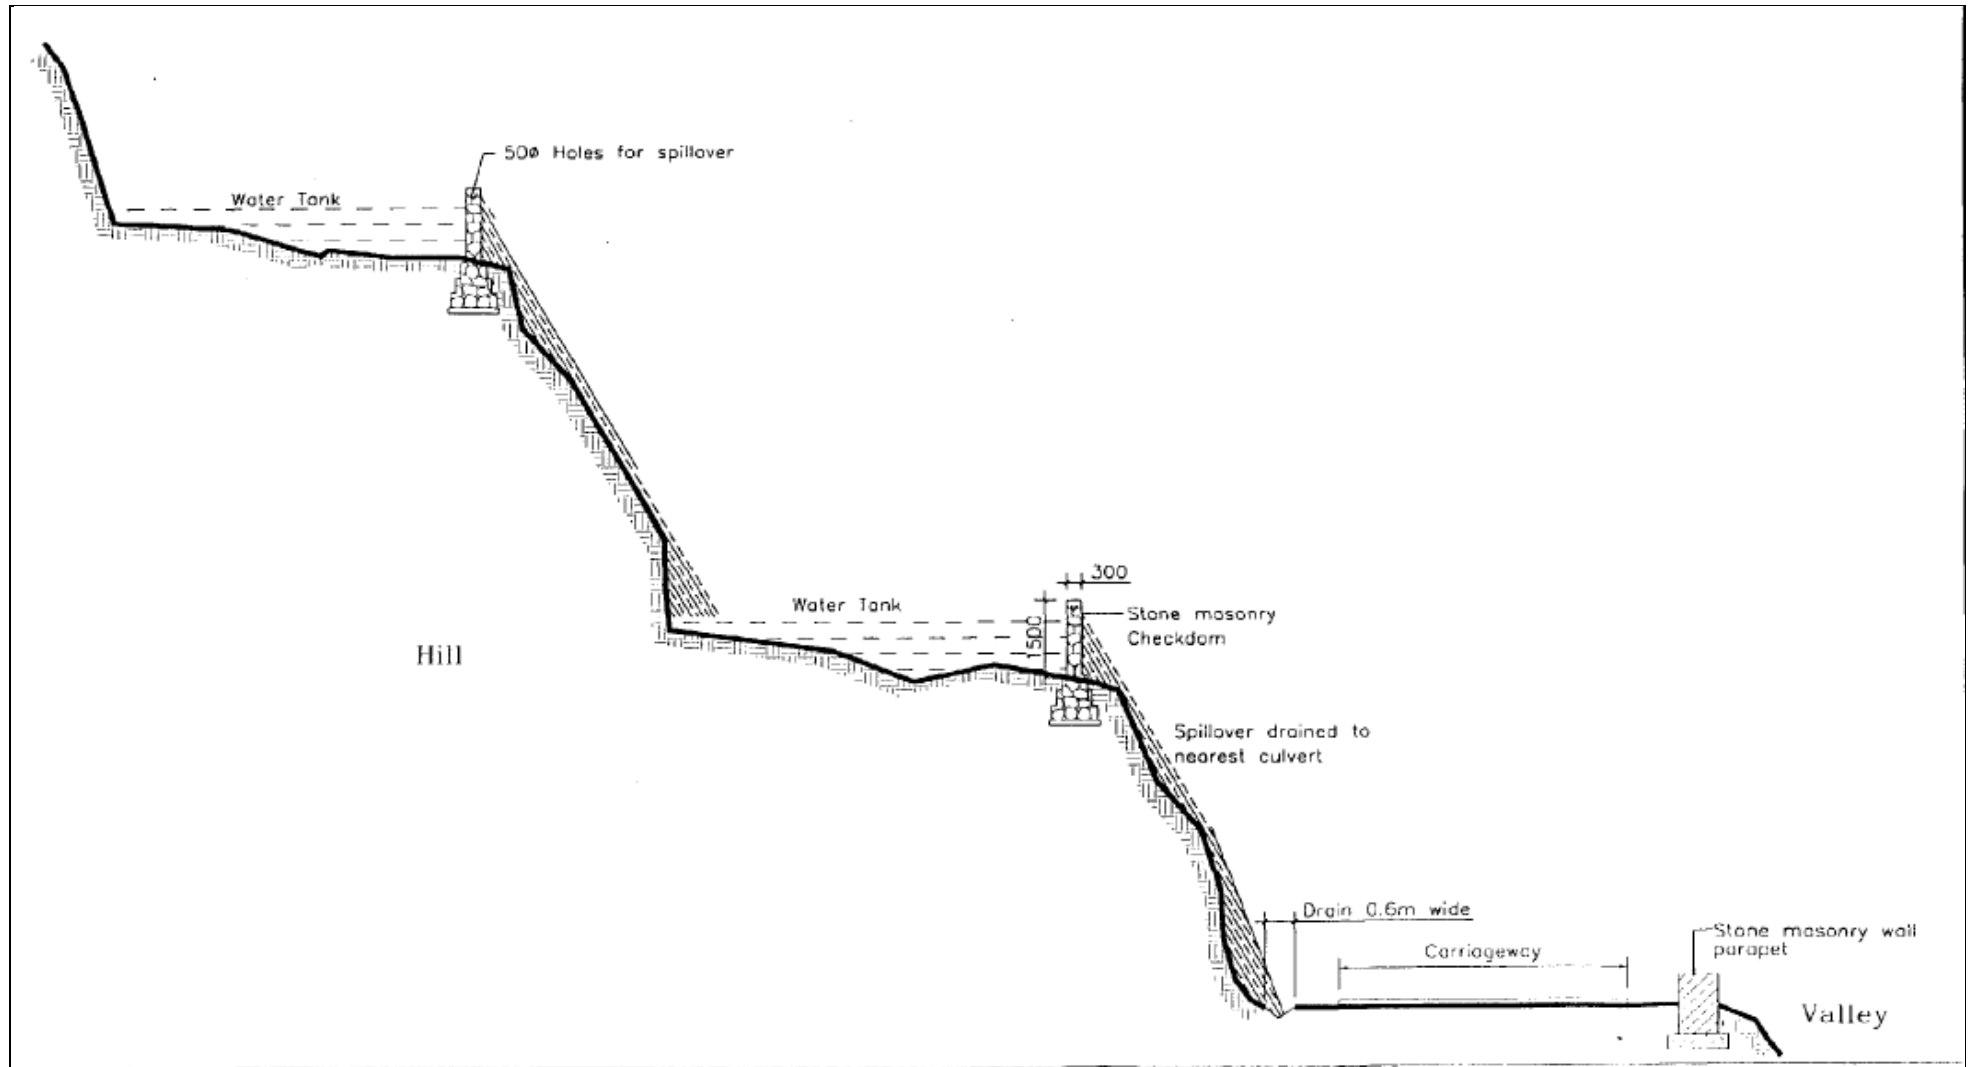 50ø Holes for spillover
Water Tank
300
Water Tank
1500
Stone masonry
Checkdam
Hill
Spillover drained to
nearest culvert
Drain 0.6m wide
Carriageway
Stone masonry wall
parapet
Valley